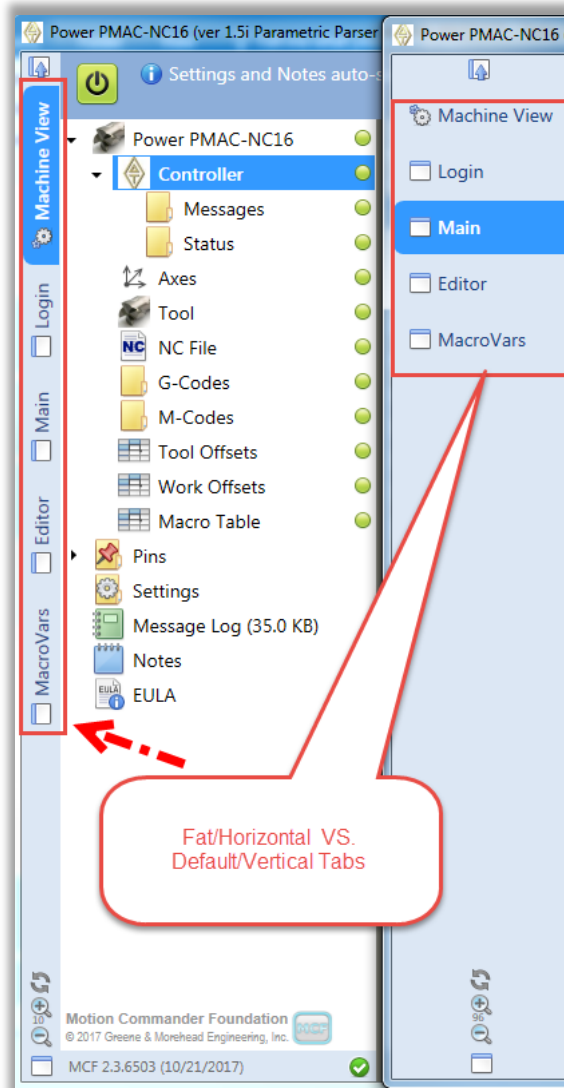 Power PMAC-NC16 (ver 1.5i Parametric Parser
Settings and Notes auto-s
Machine View
Login
Main
Editor
MacroVars
Power PMAC-NC16
Controller
Messages
Status
Axes
Tool
NC
NC File
G-Codes
M-Codes
Tool Offsets
Work Offsets
Macro Table
Pins
Settings
Message Log (35.0 KB)
Notes
EULA
EULA
10
Motion Commander Foundation
© 2017 Greene & Morehead Engineering, Inc.
MCF 2.3.6503 (10/21/2017)
Power PMAC-NC16
Machine View
Login
Main
Editor
MacroVars
96
Fat/Horizontal VS.
Default/Vertical Tabs